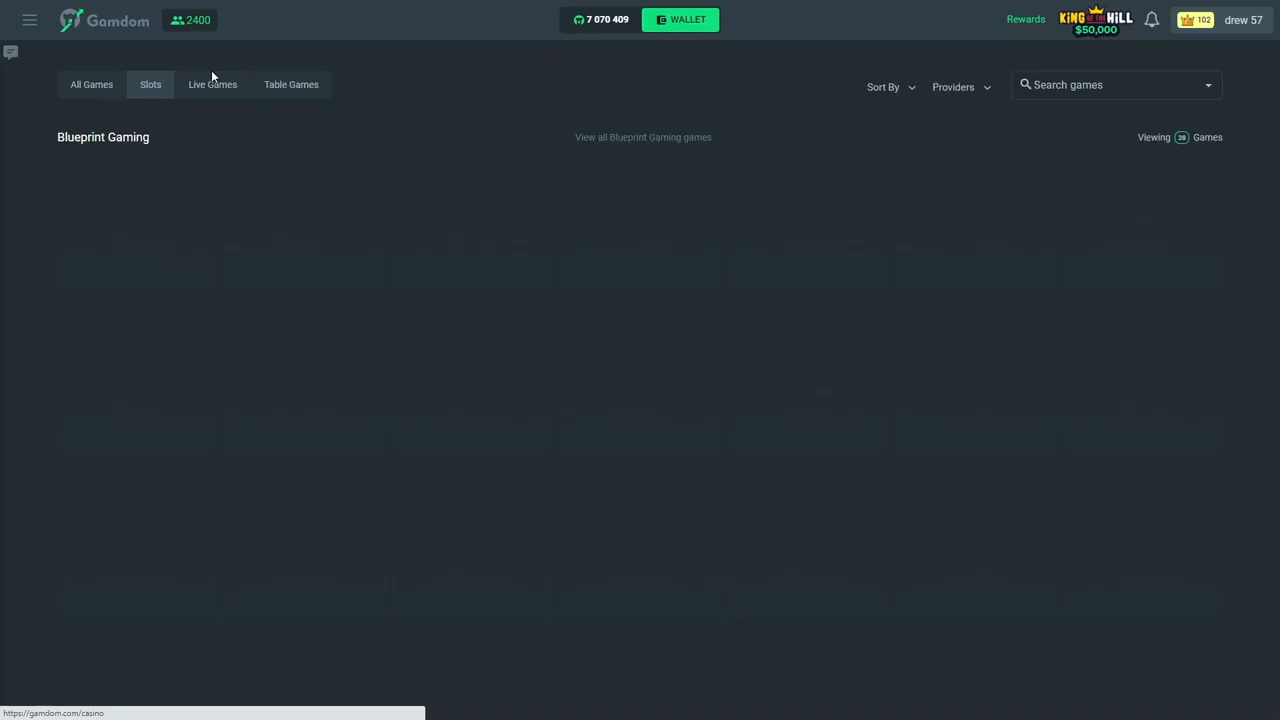 Gamdom
2400
7 070 409
WALLET
Rewards
KING OF THE HILL
$50,000
102
drew 57
All Games
Slots
Live Games
Table Games
Sort By
Providers
Search games
Blueprint Gaming
View all Blueprint Gaming games
Viewing 28 Games
https://gamdom.com/casino